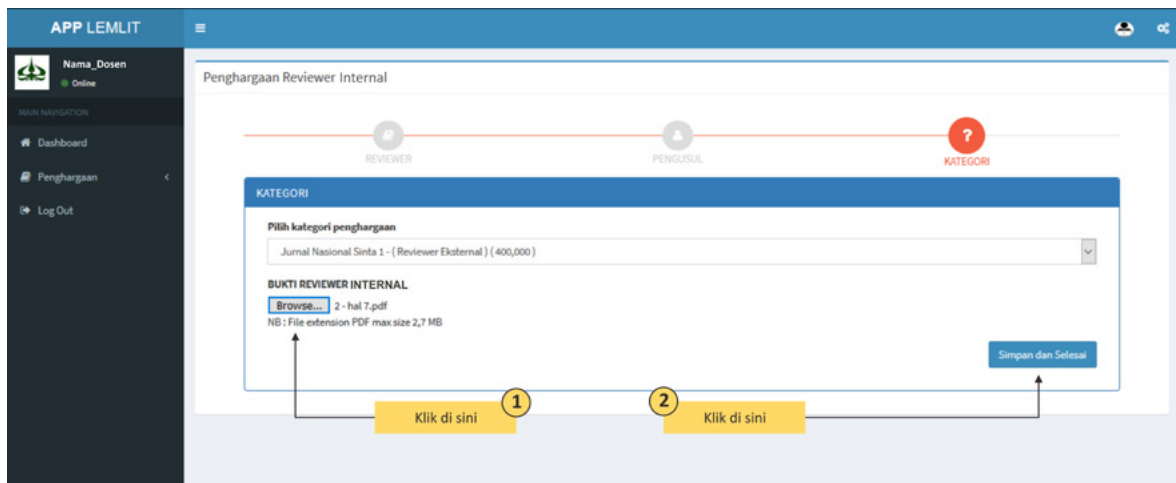 APP LEMLIT
Nama_Dosen
Online
MAIN NAVIGATION
Dashboard
Penghargaan
Log Out
Penghargaan Reviewer Internal
REVIEWER
PENGUSUL
?
KATEGORI
KATEGORI
Pilih kategori penghargaan
Jurnal Nasional Sinta 1 - ( Reviewer Eksternal ) ( 400,000 )
BUKTI REVIEWER INTERNAL
Browse... 2 - hal 7.pdf
NB : File extension PDF max size 2,7 MB
Simpan dan Selesai
1
Klik di sini
2
Klik di sini